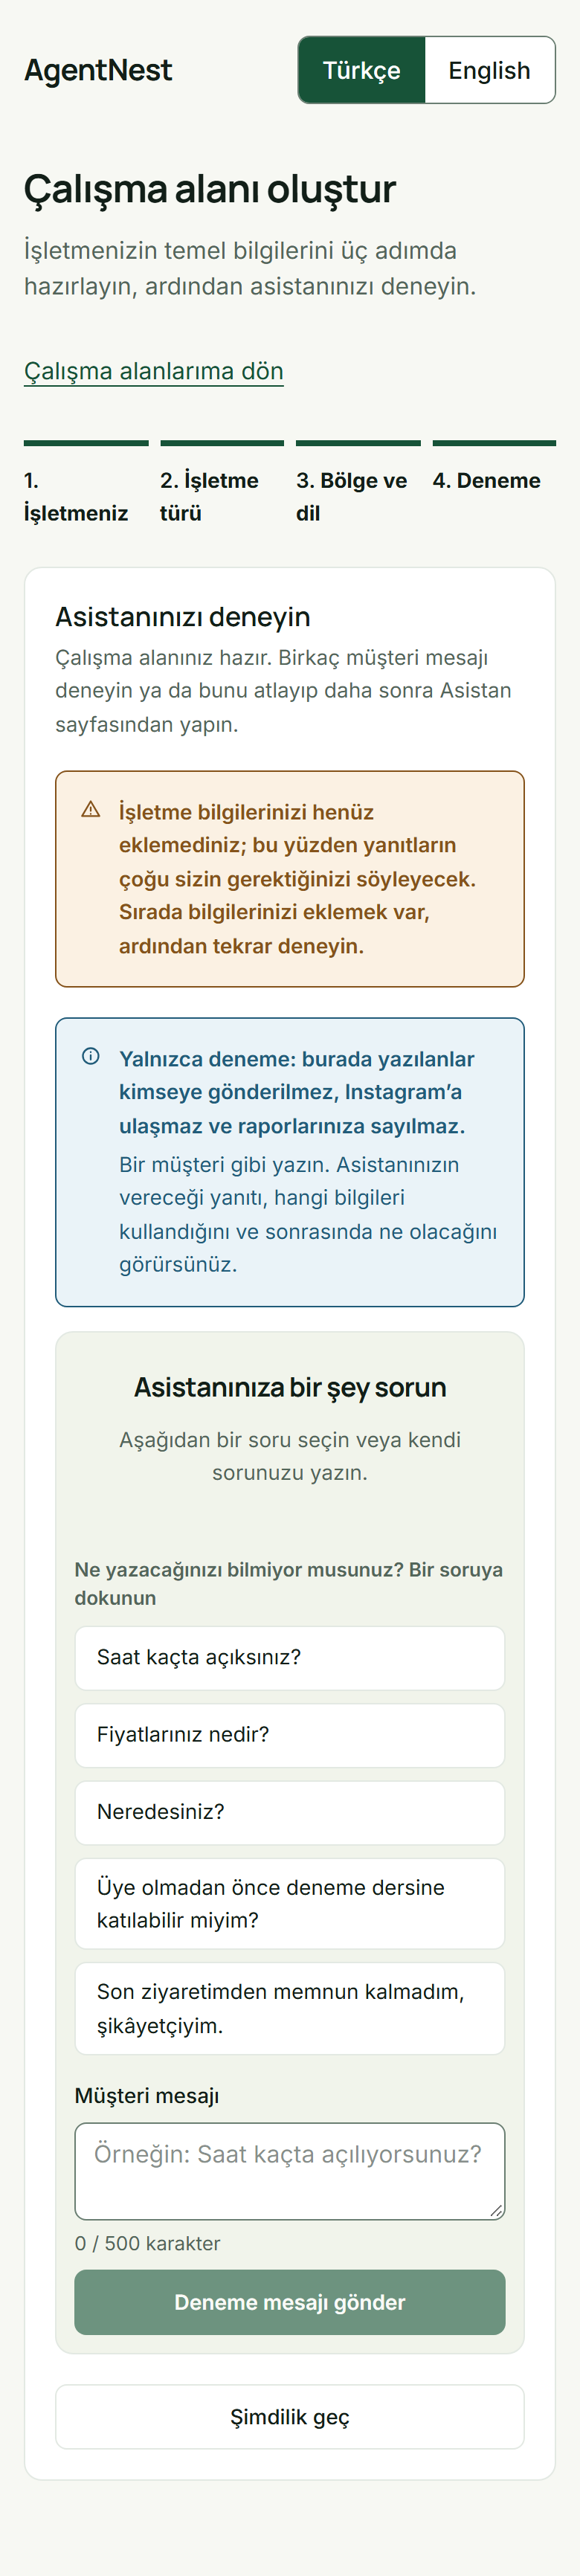 AgentNest
Türkçe
English
Çalışma alanı oluştur
İşletmenizin temel bilgilerini üç adımda
hazırlayın, ardından asistanınızı deneyin.
Çalışma alanlarıma dön
1.
İşletmeniz
2. İşletme
türü
3. Bölge ve
dil
4. Deneme
Asistanınızı deneyin
Çalışma alanınız hazır. Birkaç müşteri mesajı
deneyin ya da bunu atlayıp daha sonra Asistan
sayfasından yapın.
İşletme bilgilerinizi henüz
eklemediniz; bu yüzden yanıtların
çoğu sizin gerektiğinizi söyleyecek.
Sırada bilgilerinizi eklemek var,
ardından tekrar deneyin.
Yalnızca deneme: burada yazılanlar
kimseye gönderilmez, Instagram’a
ulaşmaz ve raporlarınıza sayılmaz.
Bir müşteri gibi yazın. Asistanınızın
vereceği yanıtı, hangi bilgileri
kullandığını ve sonrasında ne olacağını
görürsünüz.
Asistanınıza bir şey sorun
Aşağıdan bir soru seçin veya kendi
sorunuzu yazın.
Ne yazacağınızı bilmiyor musunuz? Bir soruya
dokunun
Saat kaçta açıksınız?
Fiyatlarınız nedir?
Neredesiniz?
Üye olmadan önce deneme dersine
katılabilir miyim?
Son ziyaretimden memnun kalmadım,
şikâyetçiyim.
Müşteri mesajı
Örneğin: Saat kaçta açılıyorsunuz?
0 / 500 karakter
Deneme mesajı gönder
Şimdilik geç